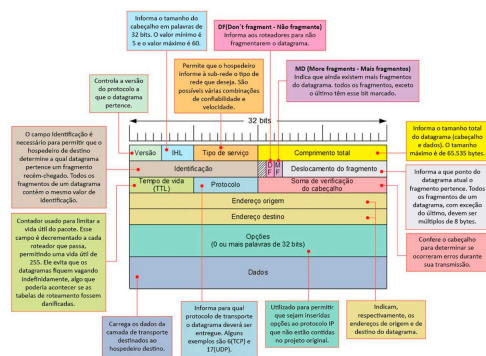 Informa o tamanho do
cabeçalho em palavras de
32 bits. O valor mínimo é
5 e o valor máximo é 60.
DF(Don´t fragment - Não fragmente)
Informa aos roteadores para não
fragmentarem o datagrama.
Permite que o hospedeiro
informe à sub-rede o tipo de
rede que deseja. São
possíveis várias combinações
de confiabilidade e
velocidade.
MD (More fragments - Mais fragmentos)
Indica que ainda existem mais fragmentos
do datagrama. todos os fragmentos, exceto
o último têm esse bit marcado.
Controla a versão
do protocolo a
que o datagrama
pertence.
32 bits
Informa o tamanho total
do datagrama (cabeçalho
e dados). O tamanho
máximo é de 65.535 bytes.
Versão
IHL
Tipo de serviço
Comprimento total
O campo Identificação é
necessário para permitir que o
hospedeiro de destino
determine a qual datagrama
pertence um fragmento
recém-chegado. Todos os
fragmentos de um datagrama
contém o mesmo valor de
identificação.
Identificação
D
F
M
F
Deslocamento do fragmento
Informa a que ponto do
datagrama atual o
fragmento pertence. Todos
os fragmentos de um
datagrama, com exceção
do último, devem ser
múltiplos de 8 bytes.
Tempo de vida
(TTL)
Protocolo
Soma de verificação
do cabeçalho
Endereço origem
Endereço destino
Contador usado para limitar a
vida útil do pacote. Esse
campo é decrementado a cada
roteador que passa,
permitindo uma vida útil de
255. Ele evita que os
datagramas fiquem vagando
indefinidamente, algo que
poderia acontecer se as
tabelas de roteamento fossem
danificadas.
Opções
(0 ou mais palavras de 32 bits)
Confere o cabeçalho
para determinar se
ocorreram erros durante
sua transmissão.
Dados
Carrega os dados da
camada de transporte
destinados ao
hospedeiro destino.
Informa para qual
protocolo de transporte
o datagrama deverá ser
entregue. Alguns
exemplos são 6(TCP) e
17(UDP).
Utilizado para permitir
que sejam inseridas
opções ao protocolo IP
que não estão contidas
no projeto original.
Indicam,
respectivamente, os
endereços de origem e de
destino do datagrama.